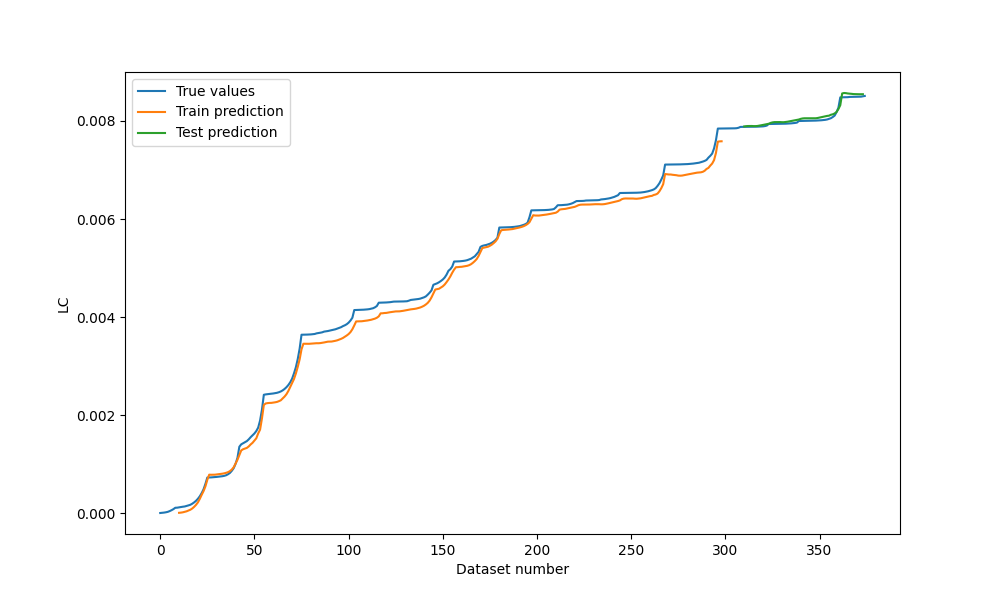 True values
Train prediction
Test prediction
0.008
0.006
0.004
0.002
0.000
LC
0 50 100 150 200 250 300 350
Dataset number